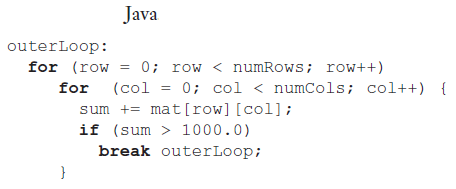 Java
outerLoop:
for (row = 0; row < numRows; row++)
for (col = 0; col < numCols; col++) {
sum += mat[row][col];
if (sum > 1000.0)
break outerLoop;
}